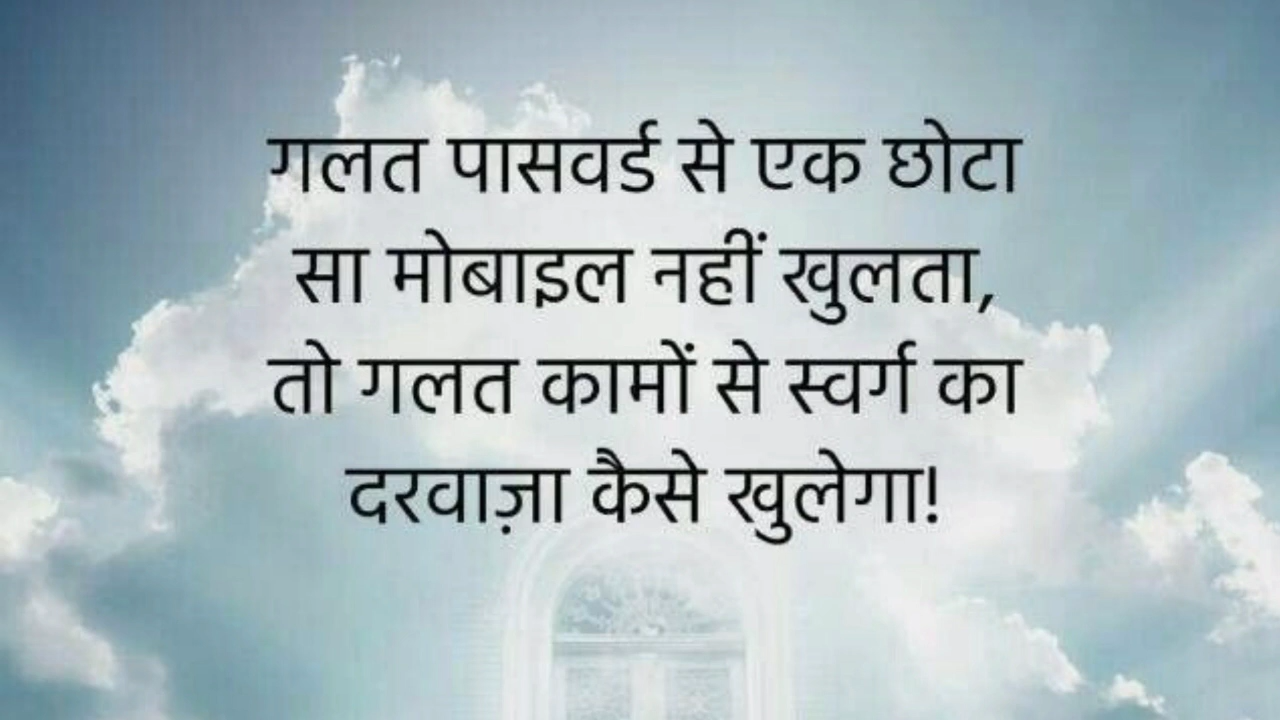 गलत पासवर्ड से एक छोटा
सा मोबाइल नहीं खुलता,
तो गलत कामों से स्वर्ग का
दरवाज़ा कैसे खुलेगा!